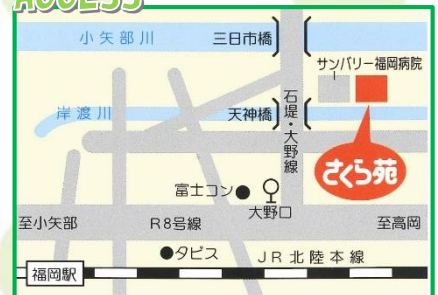 ACCESS
小矢部川
三日市橋
サンバリー福岡病院
岸渡川
天神橋
石堤・大野線
さくら苑
富士コン
大野口
至小矢部
R8号線
至高岡
タピス
JR北陸本線
福岡駅